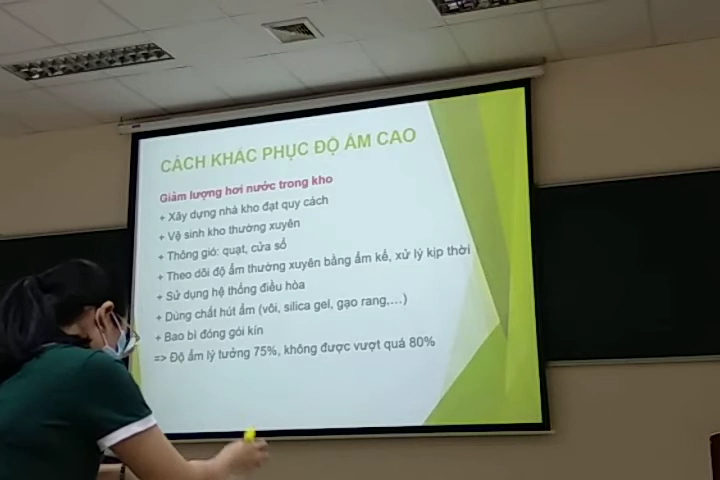 CÁCH KHẮC PHỤC ĐỘ ẨM CAO
Giảm lượng hơi nước trong kho
+ Xây dựng nhà kho đạt quy cách
+ Vệ sinh kho thường xuyên
+ Thông gió: quạt, cửa sổ
+ Theo dõi độ ẩm thường xuyên bằng ẩm kế, xử lý kịp thời
+ Sử dụng hệ thống điều hòa
+ Dùng chất hút ẩm (vôi, silica gel, gạo rang,...)
+ Bao bì đóng gói kín
=> Độ ẩm lý tưởng 75%, không được vượt quá 80%